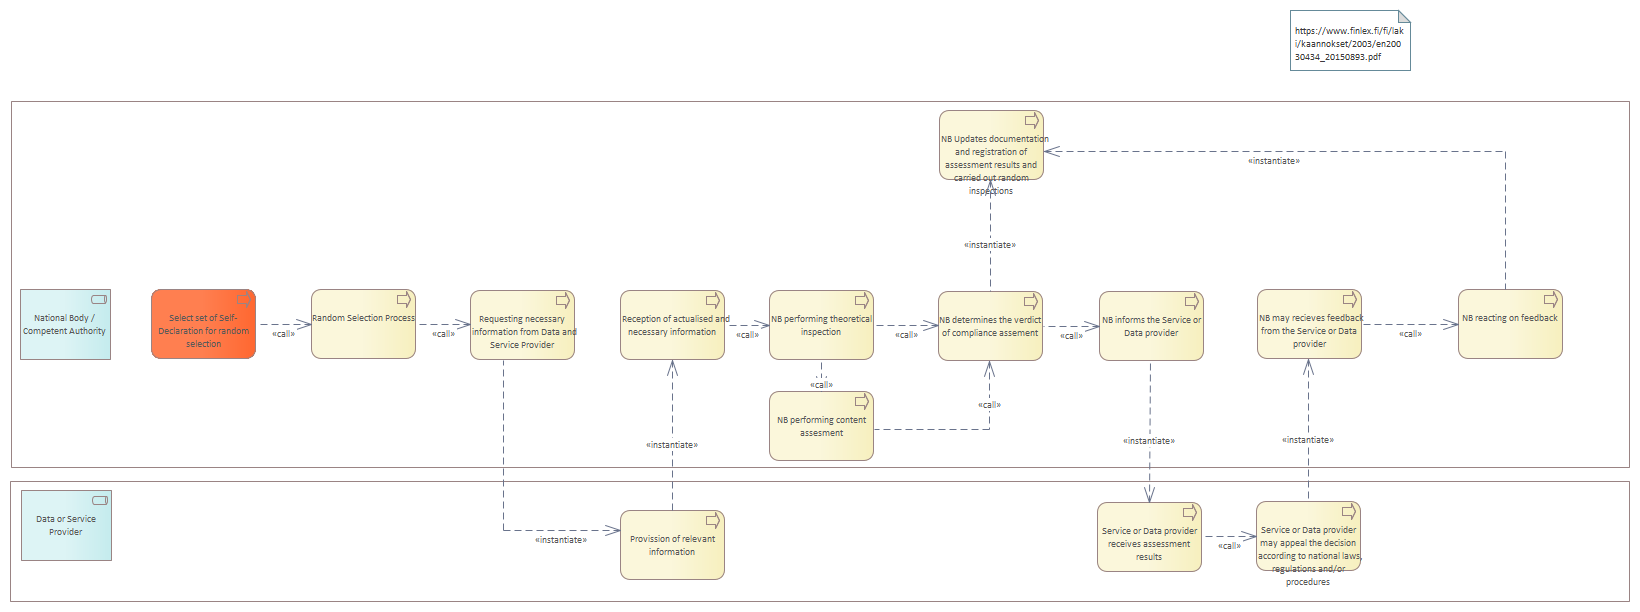 https://www.finlex.fi/fi/lak
i/kaannokset/2003/en200
30434_20150893.pdf
NB Updates documentation
and registration of
assessment results and
carried out random
inspections
«instantiate»
«instantiate»
National Body /
Competent Authority
Select set of Self-
Declaration for random
selection
«call»
Random Selection Process
«call»
Requesting necessary
information from Data and
Service Provider
Reception of actualised and
necessary information
«call»
NB performing theoretical
inspection
«call»
NB determines the verdict
of compliance assement
«call»
NB informs the Service or
Data provider
NB may recieves feedback
from the Service or Data
provider
«call»
NB reacting on feedback
«call»
NB performing content
assesment
«call»
«instantiate»
«instantiate»
«instantiate»
Data or Service
Provider
«instantiate»
Provission of relevant
information
Service or Data provider
receives assessment
results
«call»
Service or Data provider
may appeal the decision
according to national laws,
regulations and/or
procedures